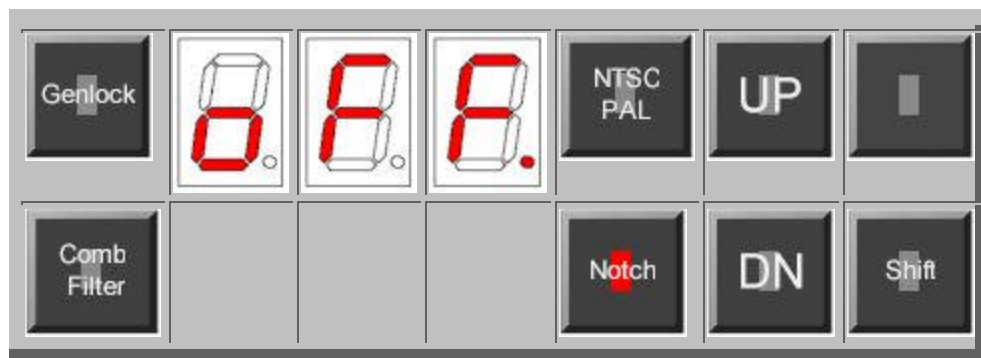 Genlock
oFF.
NTSC
PAL
UP
Comb
Filter
Notch
DN
Shift